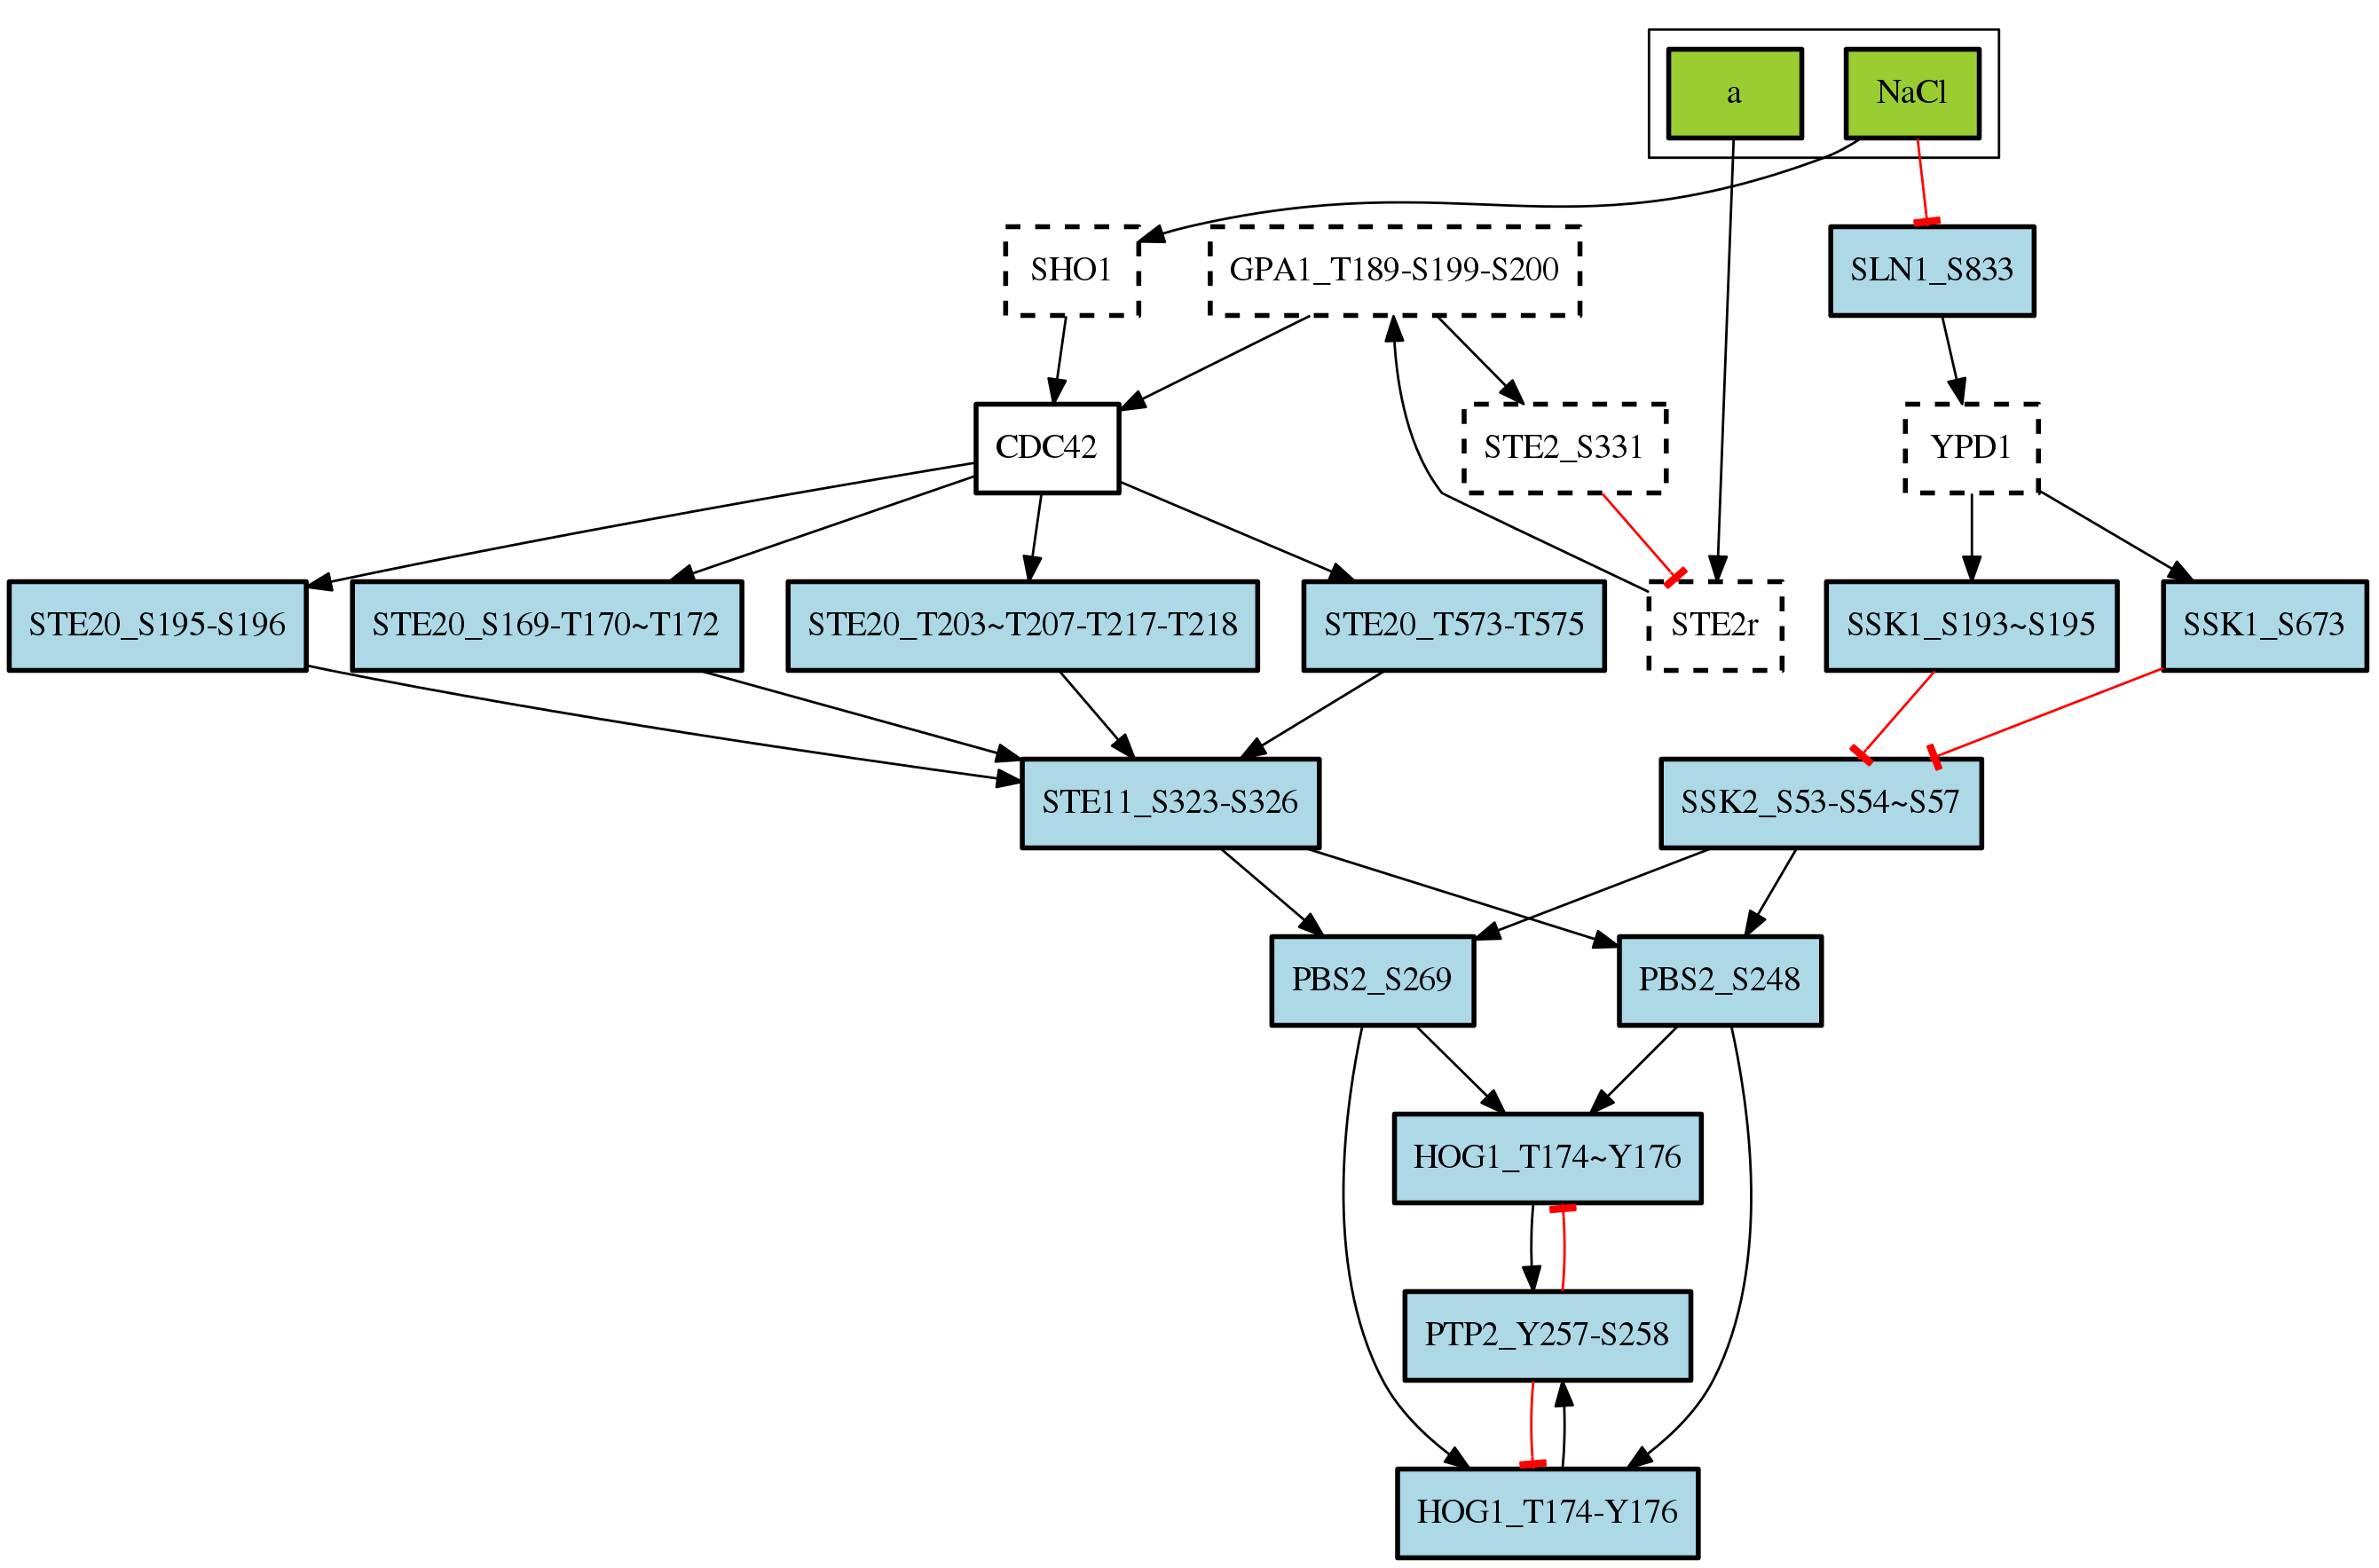 a
NaCl
SHO1
GPA1_T189-S199-S200
SLN1_S833
CDC42
STE2_S331
YPD1
STE20_S195-S196
STE20_S169-T170~T172
STE20_T203~T207-T217-T218
STE20_T573-T575
STE2r
SSK1_S193~S195
SSK1_S673
STE11_S323-S326
SSK2_S53-S54~S57
PBS2_S269
PBS2_S248
HOG1_T174~Y176
PTP2_Y257-S258
HOG1_T174-Y176